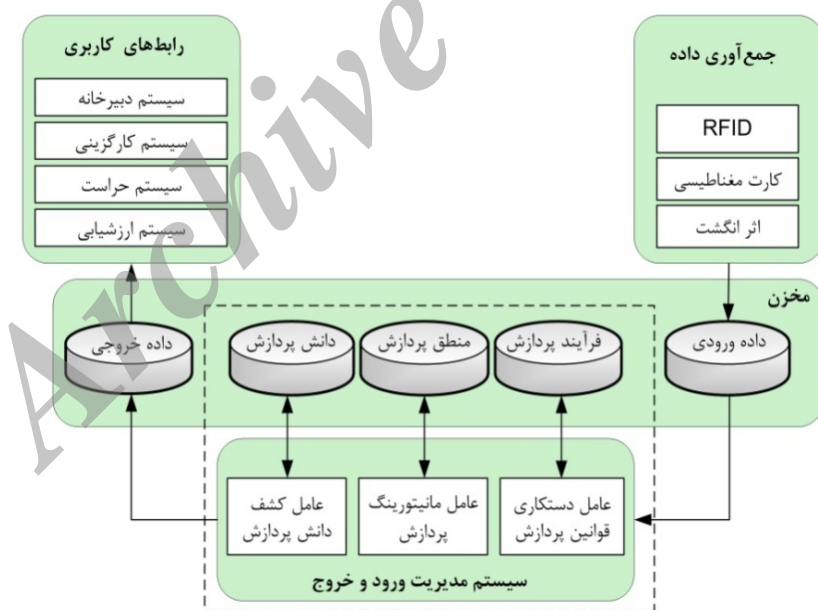 جمع‌آوری داده
RFID
کارت مغناطیسی
اثر انگشت
رابط‌های کاربری
سیستم دبیرخانه
سیستم کارگزینی
سیستم حراست
سیستم ارزشیابی
مخزن
داده ورودی
فرآیند پردازش
منطق پردازش
دانش پردازش
داده خروجی
عامل دستکاری
قوانین پردازش
عامل مانیتورینگ
پردازش
عامل کشف
دانش پردازش
سیستم مدیریت ورود و خروج
Archive